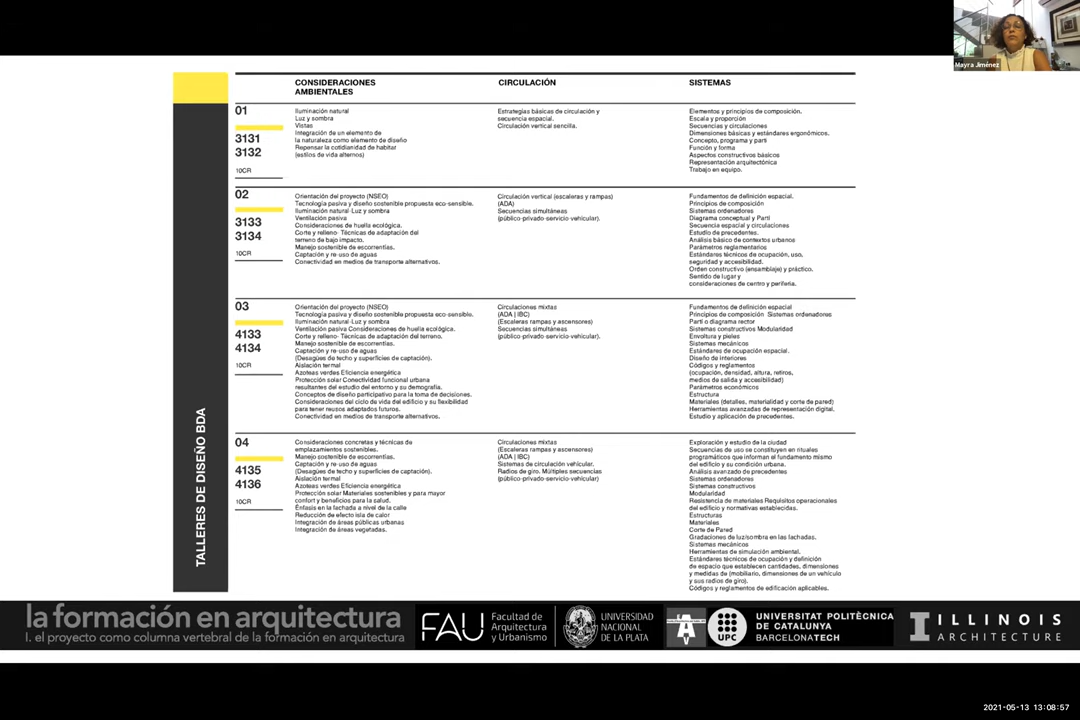 Mayra Jiménez
CONSIDERACIONES
AMBIENTALES
CIRCULACIÓN
SISTEMAS
01
3131
3132
10CR
Iluminación natural
Luz y sombra
Vistas
Integración de un elemento de
la naturaleza como elemento de diseño
Repensar la cotidianidad de habitar
(estilos de vida alternos)
Estrategias básicas de circulación y
secuencia espacial.
Circulación vertical sencilla.
Elementos y principios de composición.
Escala y proporción
Secuencias y circulaciones
Dimensiones básicas y estándares ergonómicos.
Concepto, programa y parti
Función y forma
Aspectos constructivos básicos
Representación arquitectónica
Trabajo en equipo.
02
3133
3134
10CR
Orientación del proyecto (NSEO)
Tecnología pasiva y diseño sostenible propuesta eco-sensible.
Iluminación natural Luz y sombra
Ventilación pasiva
Consideraciones de huella ecológica.
Corte y relleno- Técnicas de adaptación del
terreno de bajo impacto.
Manejo sostenible de escorrentías.
Captación y re-uso de aguas
Conectividad en medios de transporte alternativos.
Circulación vertical (escaleras y rampas)
(ADA)
Secuencias simultáneas
(público-privado-servicio-vehicular).
Fundamentos de definición espacial.
Principios de composición
Sistemas ordenadores
Diagrama conceptual y Parti
Secuencia espacial y circulaciones
Estudio de precedentes.
Análisis básico de contextos urbanos
Parámetros reglamentarios
Estándares técnicos de ocupación, uso,
seguridad y accesibilidad.
Orden constructivo (ensamblaje) y práctico.
Sentido de lugar y
consideraciones de centro y periferia.
03
4133
4134
10CR
Orientación del proyecto (NSEO)
Tecnología pasiva y diseño sostenible propuesta eco-sensible.
Iluminación natural-Luz y sombra
Ventilación pasiva Consideraciones de huella ecológica.
Corte y relleno- Técnicas de adaptación del terreno.
Manejo sostenible de escorrentías.
Captación y re-uso de aguas
(Desagües de techo y superficies de captación).
Aislación termal
Azoteas verdes Eficiencia energética
Protección solar Conectividad funcional urbana
resultantes del estudio del entorno y su demografía.
Conceptos de diseño participativo para la toma de decisiones.
Consideraciones del ciclo de vida del edificio y su flexibilidad
para tener reusos adaptados futuros.
Conectividad en medios de transporte alternativos.
Circulaciones mixtas
(ADA | IBC)
(Escaleras rampas y ascensores)
Secuencias simultáneas
(público-privado-servicio-vehicular).
Fundamentos de definición espacial
Principios de composición Sistemas ordenadores
Parti o diagrama rector
Sistemas constructivos Modularidad
Envoltura y pieles
Sistemas mecánicos
Estándares de ocupación espacial.
Diseño de interiores
Códigos y reglamentos
(ocupación, densidad, altura, retiros,
medios de salida y accesibilidad)
Parámetros económicos
Estructura
Materiales (detalles, materialidad y corte de pared)
Herramientas avanzadas de representación digital.
Estudio y aplicación de precedentes.
04
4135
4136
10CR
Consideraciones concretas y técnicas de
emplazamientos sostenibles.
Manejo sostenible de escorrentías.
Captación y re-uso de aguas
(Desagües de techo y superficies de captación).
Aislación termal
Azoteas verdes Eficiencia energética
Protección solar Materiales sostenibles y para mayor
confort y beneficios para la salud.
Énfasis en la fachada a nivel de la calle
Reducción de efecto isla de calor
Integración de áreas públicas urbanas
Integración de áreas vegetadas.
Circulaciones mixtas
(Escaleras rampas y ascensores)
(ADA | IBC)
Sistemas de circulación vehicular.
Radios de giro. Múltiples secuencias
(público-privado-servicio-vehicular)
Exploración y estudio de la ciudad
Secuencias de uso se constituyen en rituales
programáticos que informan el fundamento mismo
del edificio y su condición urbana.
Análisis avanzado de precedentes
Sistemas ordenadores
Sistemas constructivos
Modularidad
Resistencia de materiales Requisitos operacionales
del edificio y normativas establecidas.
Estructuras
Materiales
Corte de Pared
Gradaciones de luz/sombra en las fachadas.
Sistemas mecánicos
Herramientas de simulación ambiental.
Estándares técnicos de ocupación y definición
de espacio que establecen cantidades, dimensiones
y medidas de (mobiliario, dimensiones de un vehículo
y sus radios de giro).
Códigos y reglamentos de edificación aplicables.
TALLERES DE DISEÑO BDA
la formación en arquitectura
I. el proyecto como columna vertebral de la formación en arquitectura
FAU
Facultad de
Arquitectura
y Urbanismo
UNIVERSIDAD
NACIONAL
DE LA PLATA
UPC
UNIVERSITAT POLITÈCNICA
DE CATALUNYA
BARCELONATECH
ILLINOIS
ARCHITECTURE
2021-05-13 13:08:57